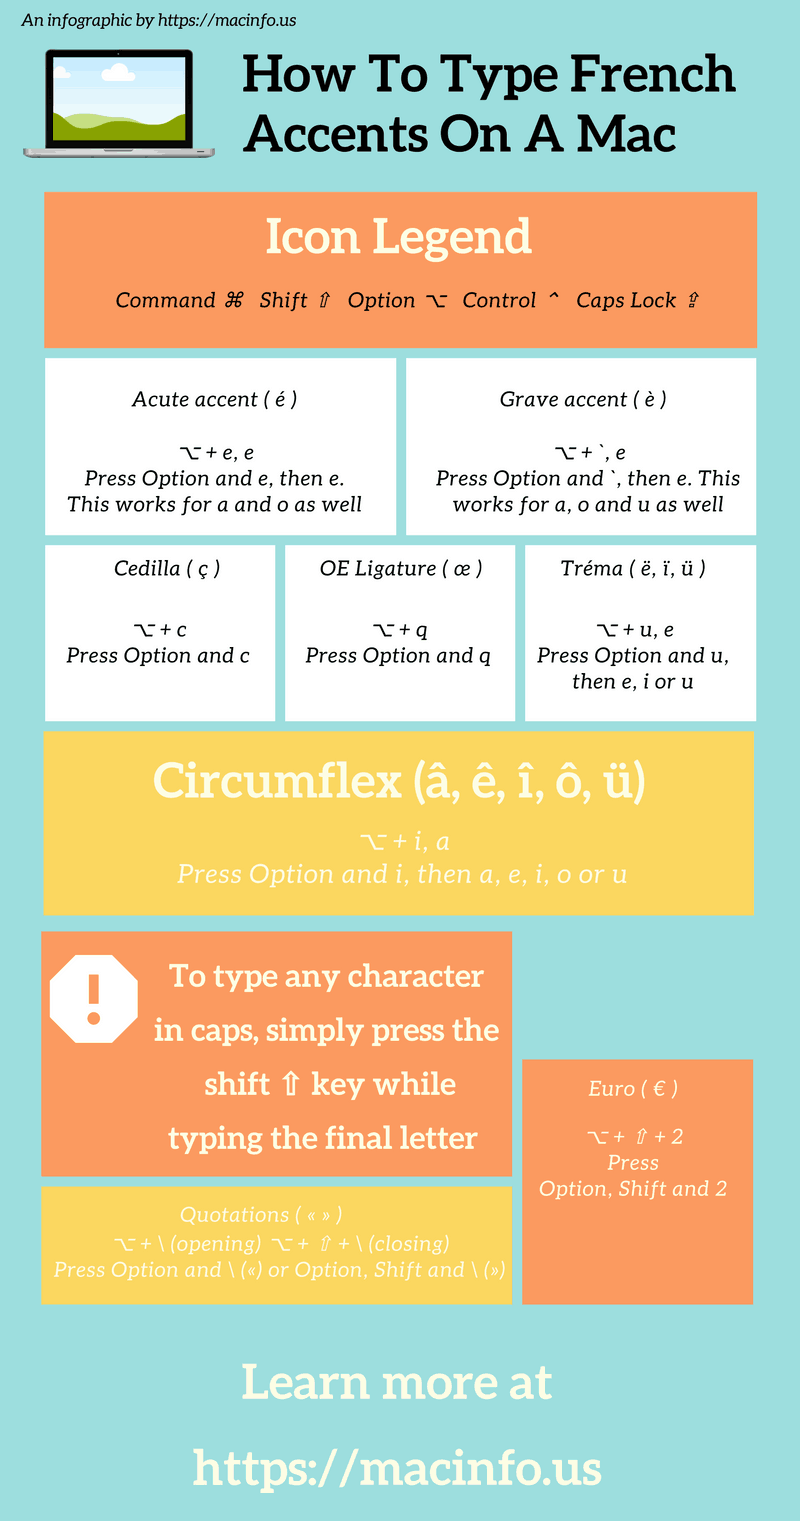 An infographic by https://macinfo.us
How To Type French
Accents On A Mac
Icon Legend
Command ⌘ Shift ⇧ Option ⌥ Control ⌃ Caps Lock ⇪
Acute accent ( é )
⌥ + e, e
Press Option and e, then e.
This works for a and o as well
Grave accent ( è )
⌥ + `, e
Press Option and `, then e. This
works for a, o and u as well
Cedilla ( ç )
⌥ + c
Press Option and c
OE Ligature ( œ )
⌥ + q
Press Option and q
Tréma ( ë, ï, ü )
⌥ + u, e
Press Option and u,
then e, i or u
Circumflex (â, ê, î, ô, ü)
⌥ + i, a
Press Option and i, then a, e, i, o or u
To type any character
in caps, simply press the
shift ⇧ key while
typing the final letter
Euro ( € )
⌥ + ⇧ + 2
Press
Option, Shift and 2
Quotations ( « » )
⌥ + \ (opening) ⌥ + ⇧ + \ (closing)
Press Option and \ («) or Option, Shift and \ (»)
Learn more at
https://macinfo.us